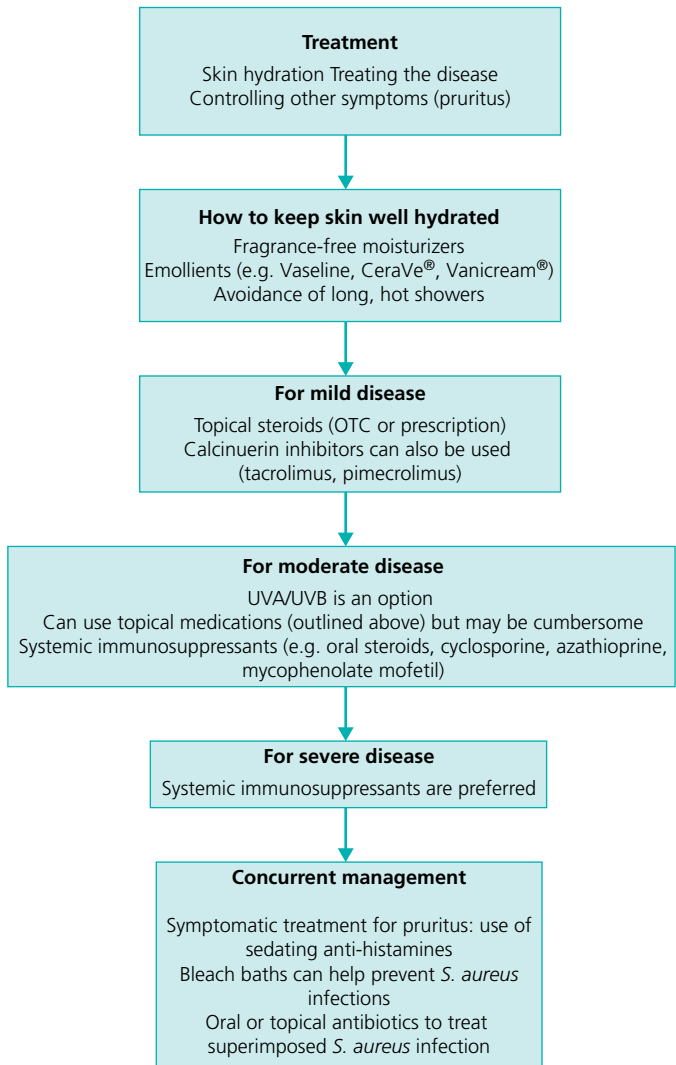 Treatment
Skin hydration Treating the disease
Controlling other symptoms (pruritus)
How to keep skin well hydrated
Fragrance-free moisturizers
Emollients (e.g. Vaseline, CeraVe®, Vanicream®)
Avoidance of long, hot showers
For mild disease
Topical steroids (OTC or prescription)
Calcinuerin inhibitors can also be used
(tacrolimus, pimecrolimus)
For moderate disease
UVA/UVB is an option
Can use topical medications (outlined above) but may be cumbersome
Systemic immunosuppressants (e.g. oral steroids, cyclosporine, azathioprine,
mycophenolate mofetil)
For severe disease
Systemic immunosuppressants are preferred
Concurrent management
Symptomatic treatment for pruritus: use of
sedating anti-histamines
Bleach baths can help prevent S. aureus
infections
Oral or topical antibiotics to treat
superimposed S. aureus infection